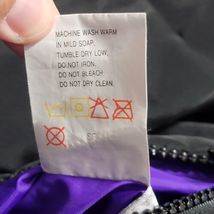 MACHINE WASH WARM
IN MILD SOAP.
TUMBLE DRY LOW.
DO NOT IRON.
DO NOT BLEACH
DO NOT DRY CLEAN.